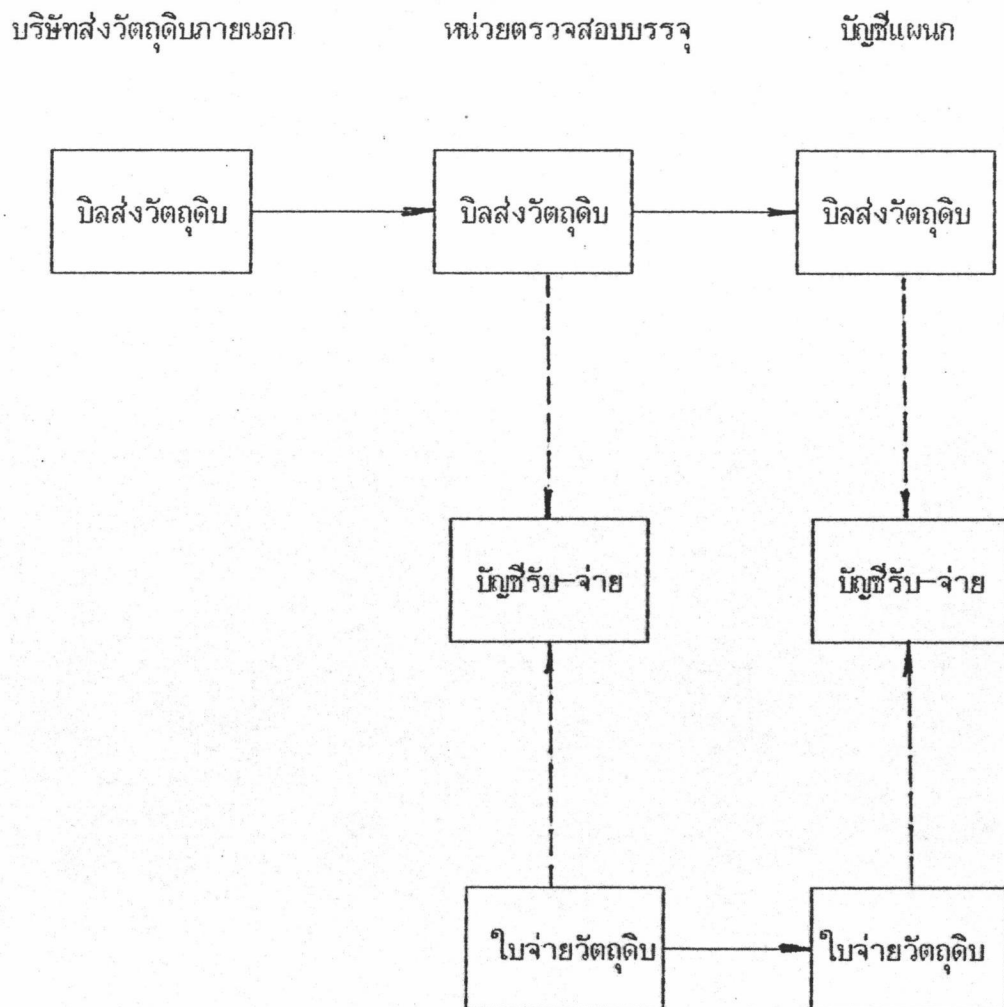 บริษัทส่งวัตถุดิบภายนอก หน่วยตรวจสอบบรรจุ บัญชีแผนก
บิลส่งวัตถุดิบ บิลส่งวัตถุดิบ บิลส่งวัตถุดิบ
บัญชีรับ-จ่าย บัญชีรับ-จ่าย
ใบจ่ายวัตถุดิบ ใบจ่ายวัตถุดิบ